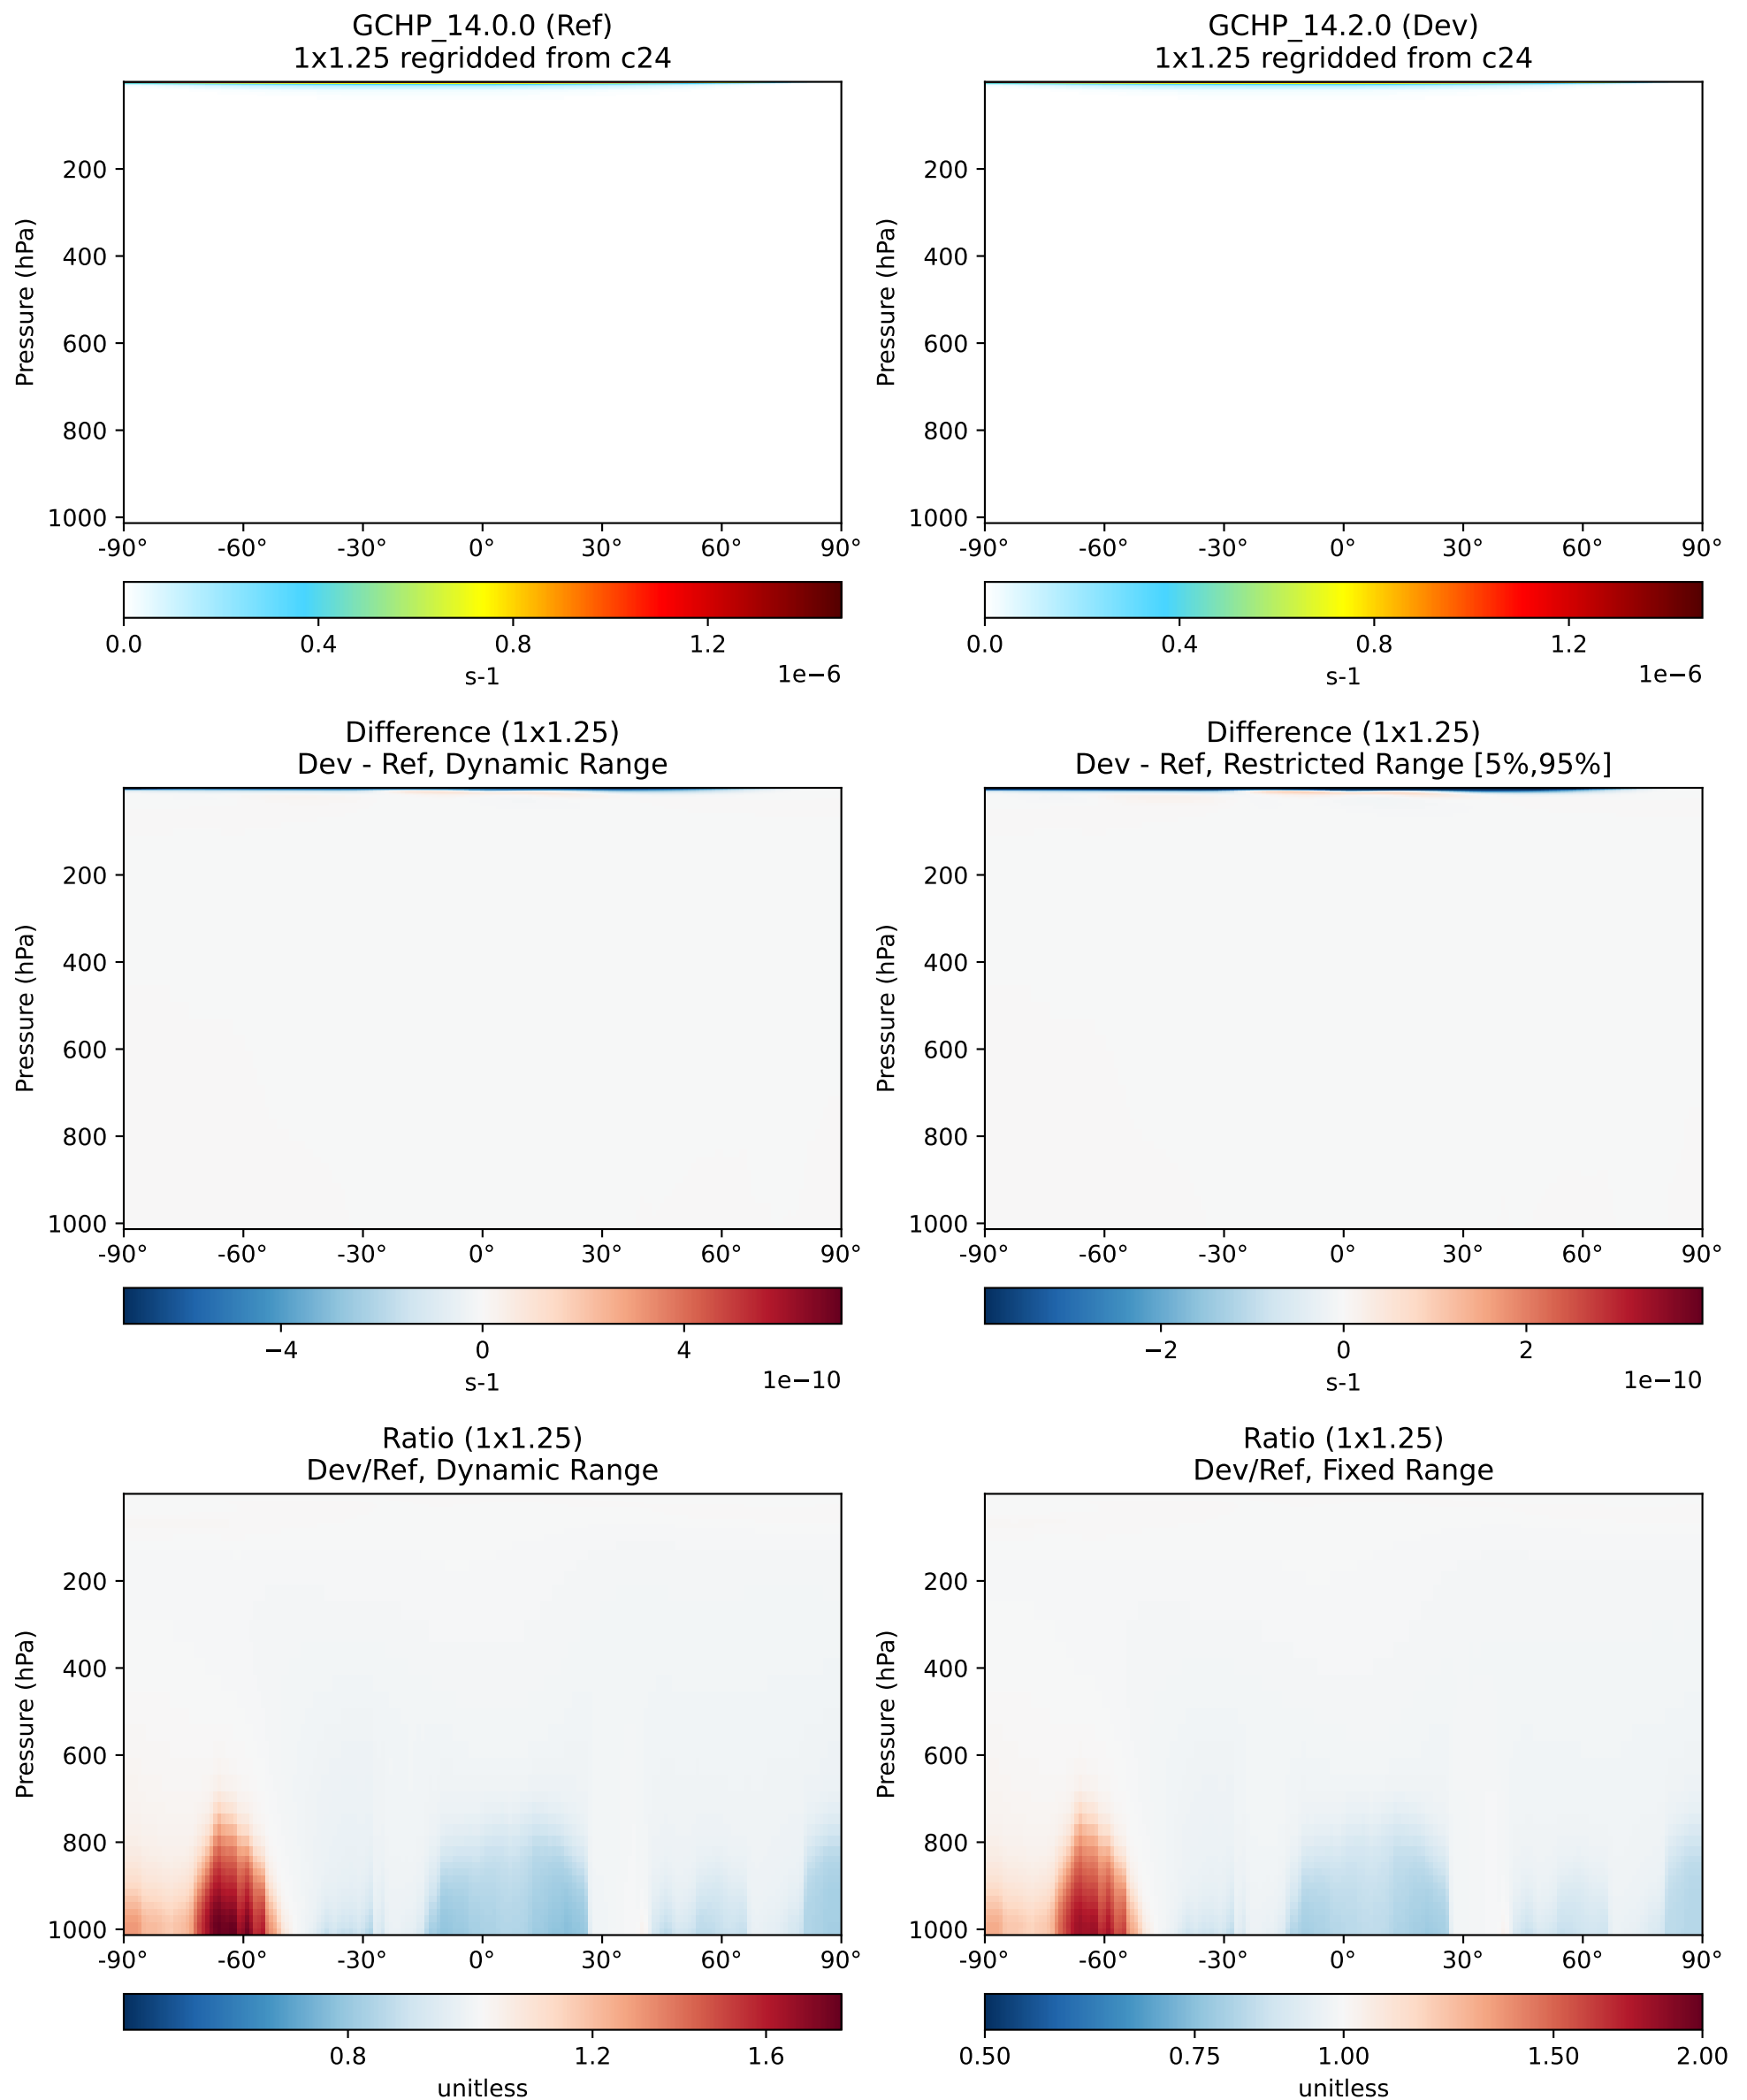 GCHP_14.0.0 (Ref)
1x1.25 regridded from c24
Pressure (hPa)
200
400
600
800
1000
-90° -60° -30° 0° 30° 60° 90°
0.0 0.4 0.8 1.2
s-1
1e−6
GCHP_14.2.0 (Dev)
1x1.25 regridded from c24
Pressure (hPa)
200
400
600
800
1000
-90° -60° -30° 0° 30° 60° 90°
0.0 0.4 0.8 1.2
s-1
1e−6
Difference (1x1.25)
Dev - Ref, Dynamic Range
Pressure (hPa)
200
400
600
800
1000
-90° -60° -30° 0° 30° 60° 90°
−4 0 4
s-1
1e−10
Difference (1x1.25)
Dev - Ref, Restricted Range [5%,95%]
Pressure (hPa)
200
400
600
800
1000
-90° -60° -30° 0° 30° 60° 90°
−2 0 2
s-1
1e−10
Ratio (1x1.25)
Dev/Ref, Dynamic Range
Pressure (hPa)
200
400
600
800
1000
-90° -60° -30° 0° 30° 60° 90°
0.8 1.2 1.6
unitless
Ratio (1x1.25)
Dev/Ref, Fixed Range
Pressure (hPa)
200
400
600
800
1000
-90° -60° -30° 0° 30° 60° 90°
0.50 0.75 1.00 1.50 2.00
unitless